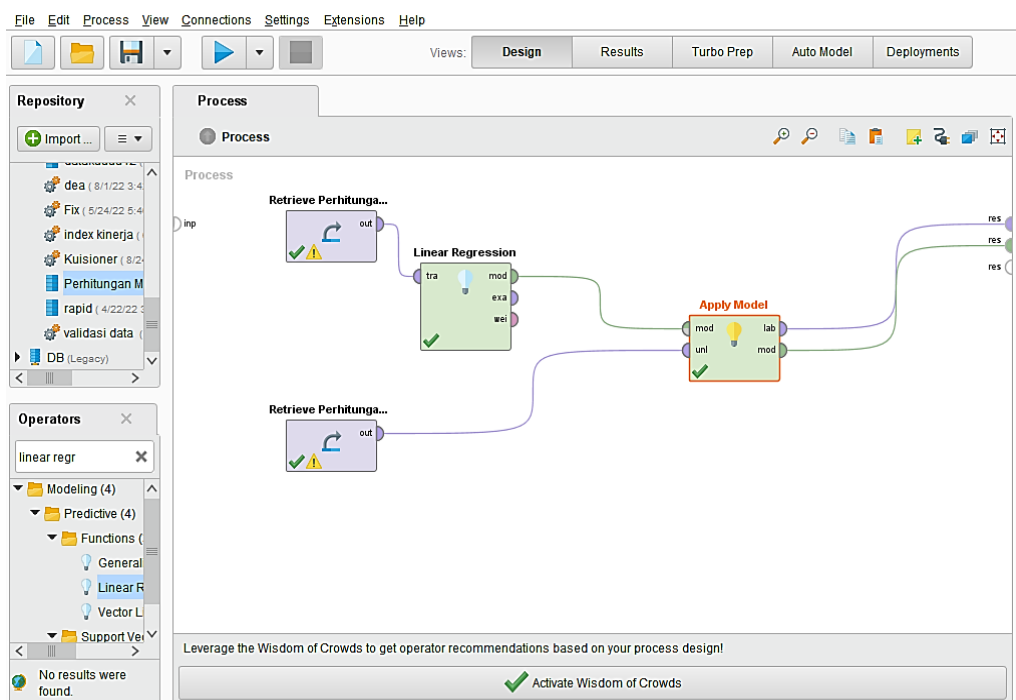 File Edit Process View Connections Settings Extensions Help
Views: Design Results Turbo Prep Auto Model Deployments
Repository
Import ...
dea ( 8/1/22 3:4
Fix ( 5/24/22 5:4
index kinerja (
Kuisioner ( 8/2
Perhitungan M
rapid ( 4/22/22 3
validasi data (
DB (Legacy)
Operators
linear regr
Modeling (4)
Predictive (4)
Functions (
General
Linear R
Vector Li
Support Vec
No results were
found.
Process
Process
Process
inp
Retrieve Perhitunga...
out
Linear Regression
tra mod
exa
wei
Retrieve Perhitunga...
out
Apply Model
mod lab
unl mod
res
res
res
Leverage the Wisdom of Crowds to get operator recommendations based on your process design!
Activate Wisdom of Crowds